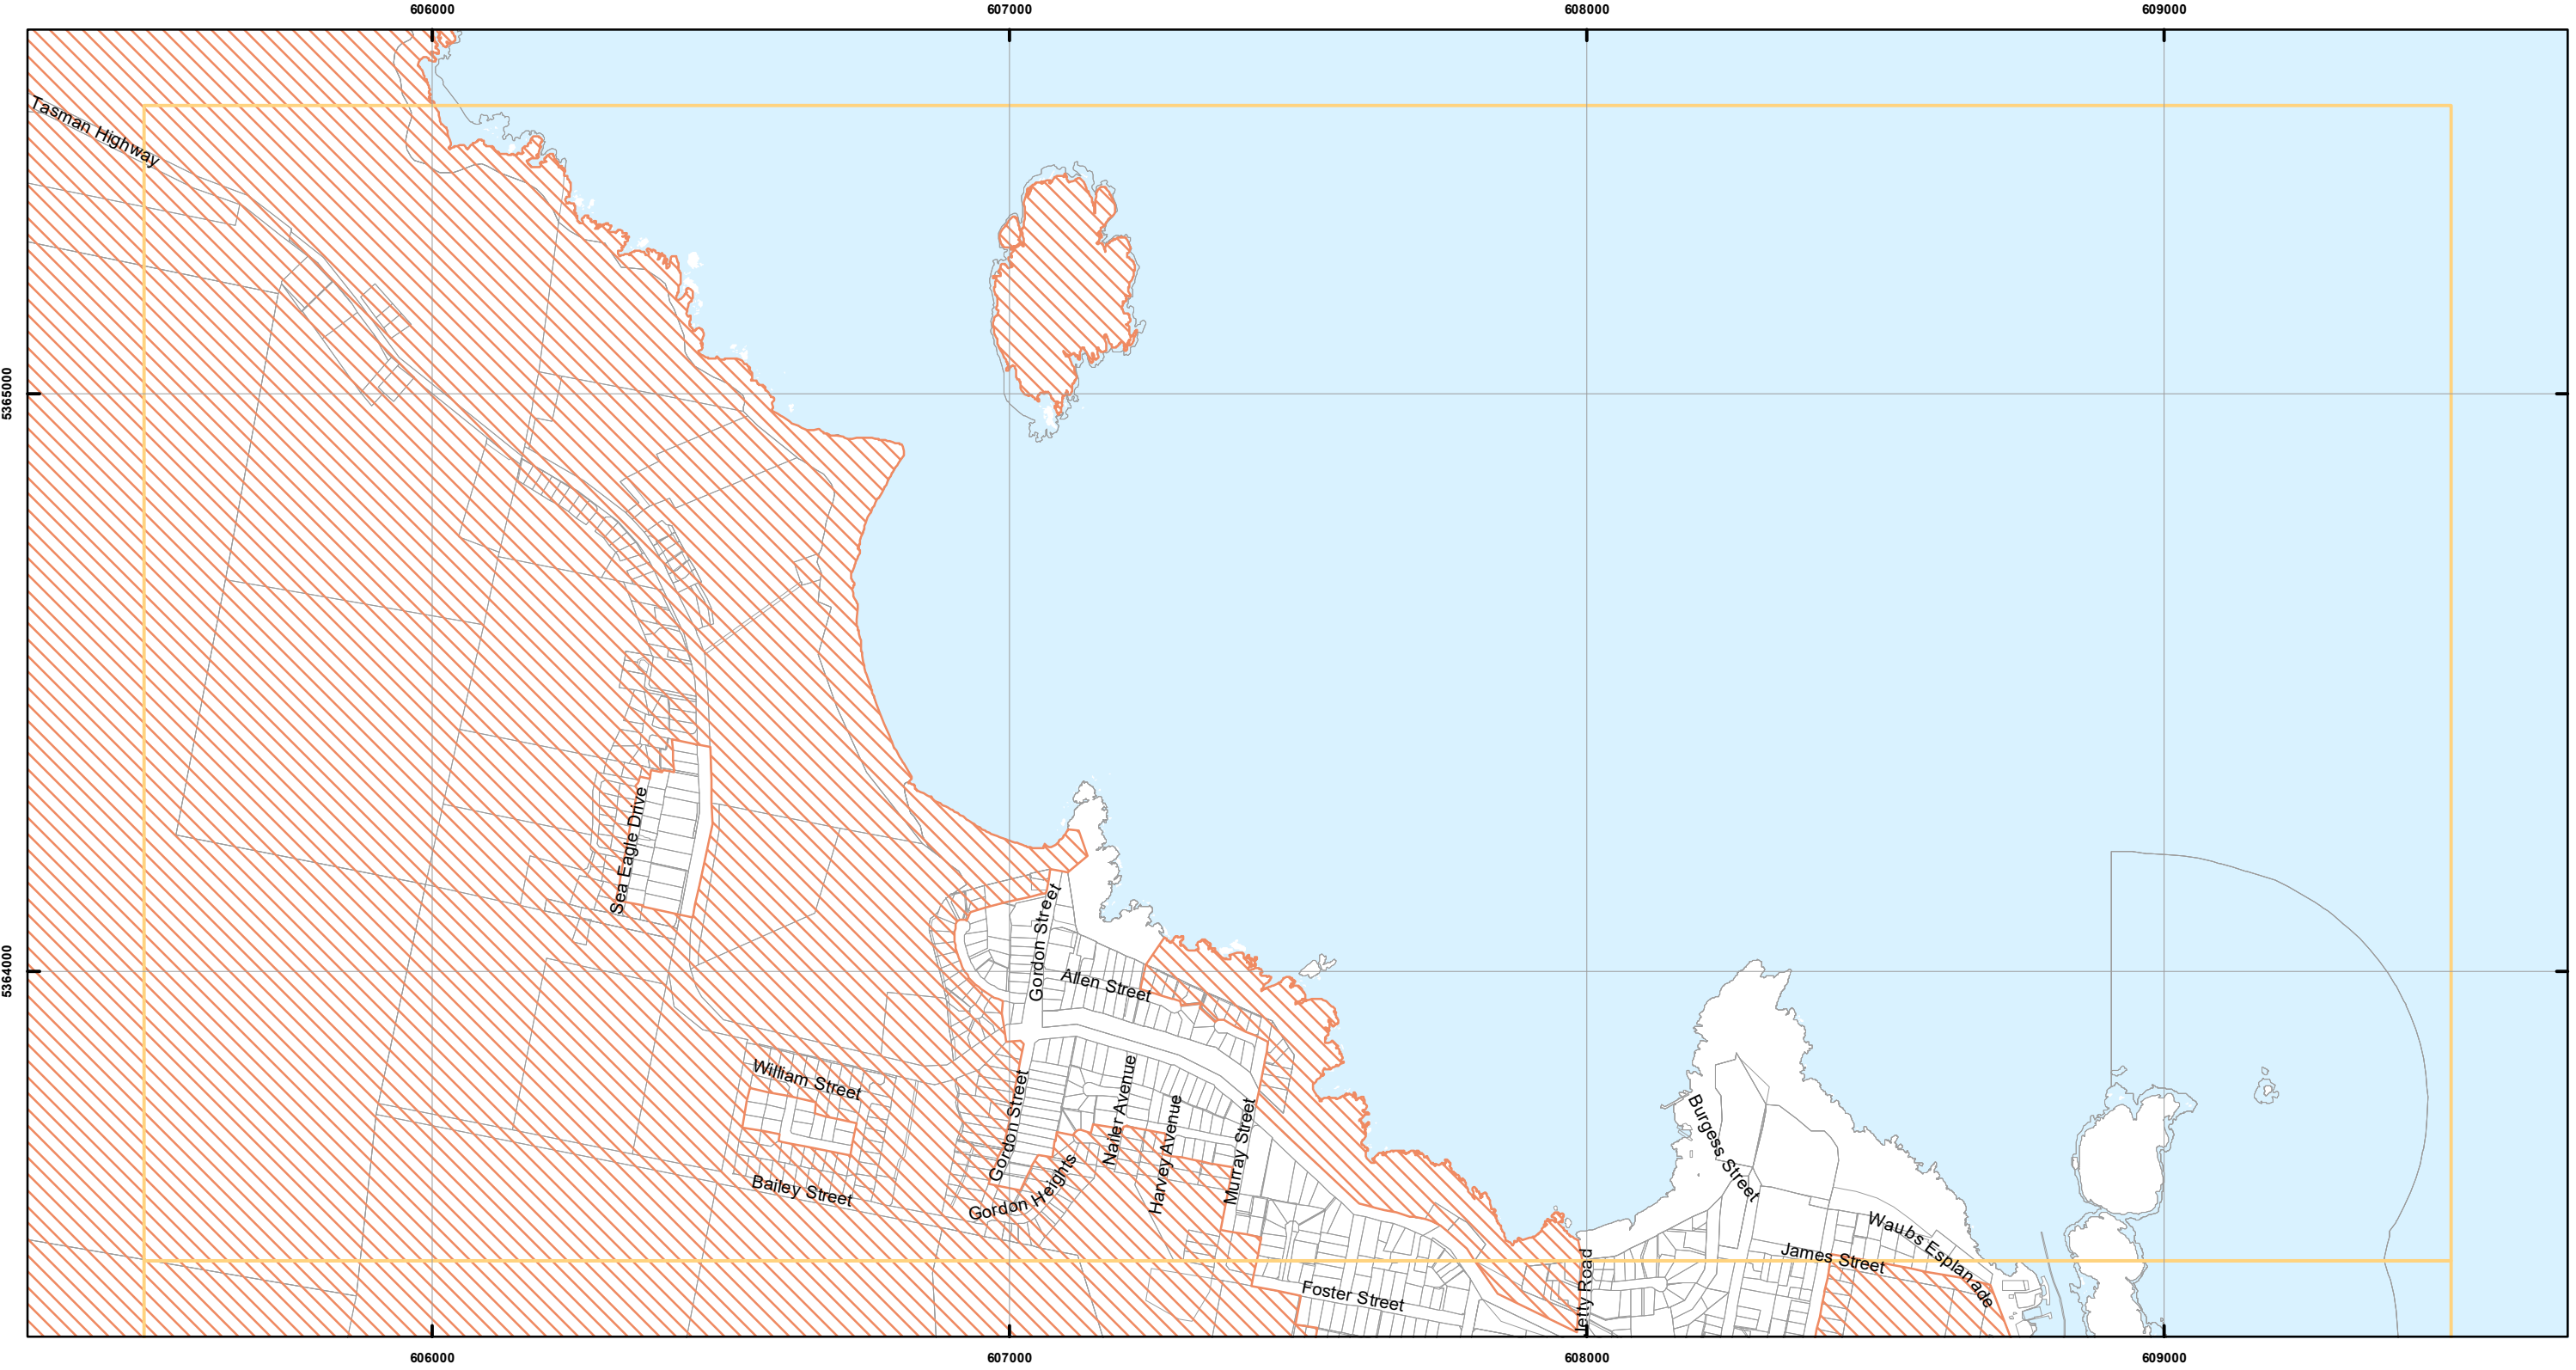 606000
607000
608000
609000
Tasman Highway
5365000
Sea Eagle Drive
Gordon Street
5364000
Allen Street
William Street
Nailer Avenue
Gordon Street
Harvey Avenue
Murray Street
Burgess Street
Bailey Street
Gordon Heights
Waubs Esplanade
James Street
Foster Street
Jetty Road
606000
607000
608000
609000